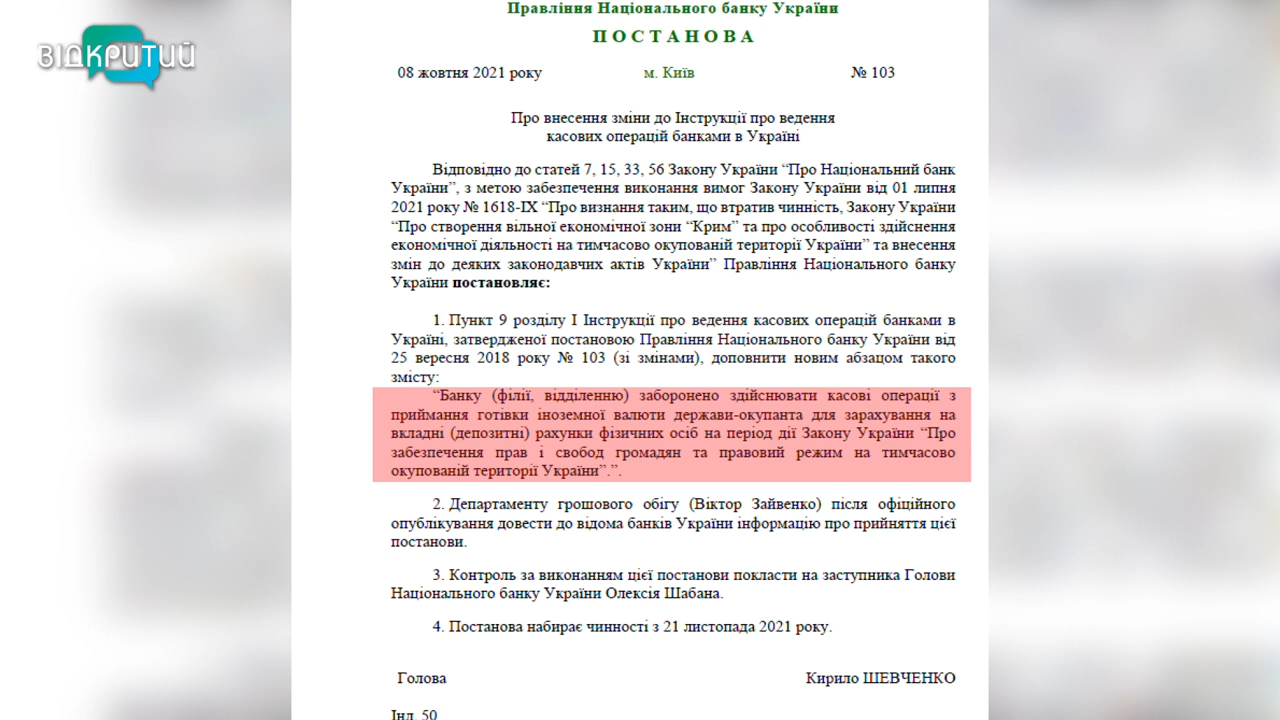 ВІДКРИТИЙ
Правління Національного банку України
ПОСТАНОВА
08 жовтня 2021 року м. Київ № 103
Про внесення зміни до Інструкції про ведення
касових операцій банками в Україні
Відповідно до статей 7, 15, 33, 56 Закону України “Про Національний банк
України”, з метою забезпечення виконання вимог Закону України від 01 липня
2021 року № 1618-IX “Про визнання таким, що втратив чинність, Закону України
“Про створення вільної економічної зони “Крим” та про особливості здійснення
економічної діяльності на тимчасово окупованій території України” та внесення
змін до деяких законодавчих актів України” Правління Національного банку
України постановляє:
1. Пункт 9 розділу I Інструкції про ведення касових операцій банками в
Україні, затвердженої постановою Правління Національного банку України від
25 вересня 2018 року № 103 (зі змінами), доповнити новим абзацом такого
змісту:
“Банку (філії, відділенню) заборонено здійснювати касові операції з
приймання готівки іноземної валюти держави-окупанта для зарахування на
вкладні (депозитні) рахунки фізичних осіб на період дії Закону України “Про
забезпечення прав і свобод громадян та правовий режим на тимчасово
окупованій території України”.”.
2. Департаменту грошового обігу (Віктор Зайвенко) після офіційного
опублікування довести до відома банків України інформацію про прийняття цієї
постанови.
3. Контроль за виконанням цієї постанови покласти на заступника Голови
Національного банку України Олексія Шабана.
4. Постанова набирає чинності з 21 листопада 2021 року.
Голова Кирило ШЕВЧЕНКО
Інд. 50